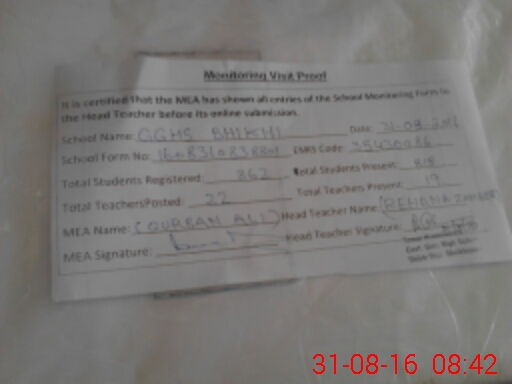 Monitoring Visit Proof
It is certified that the MEA has shown all entries of the School Monitoring Form to
the Head Teacher before its online submission.
School Name: GGHS BHIKHI Date: 31-08-2016
School Form No: EMIS Code:
Total Students Registered: 862 Total Students Present: 818
Total Teachers Posted: 22 Total Teachers Present: 19
MEA Name: (QURBAN ALI) Head Teacher Name: (REHANA
MEA Signature: Head Teacher Signature:
31-08-16 08:42